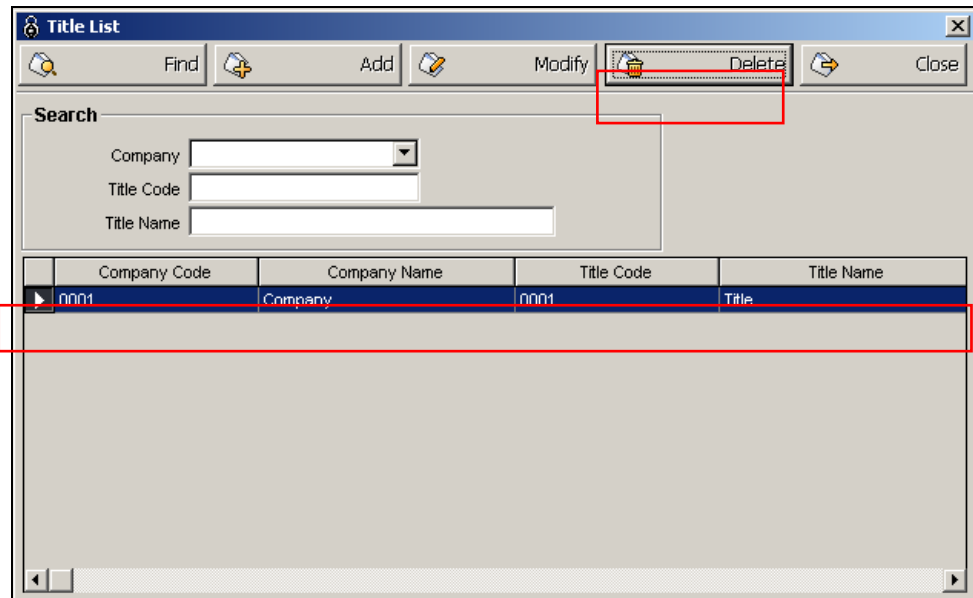 Title List
Find Add Modify Delete Close
Search
Company
Title Code
Title Name
Company Code Company Name Title Code Title Name
0001 Company 0001 Title